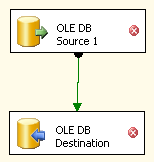 OLE DB
Source 1
OLE DB
Destination